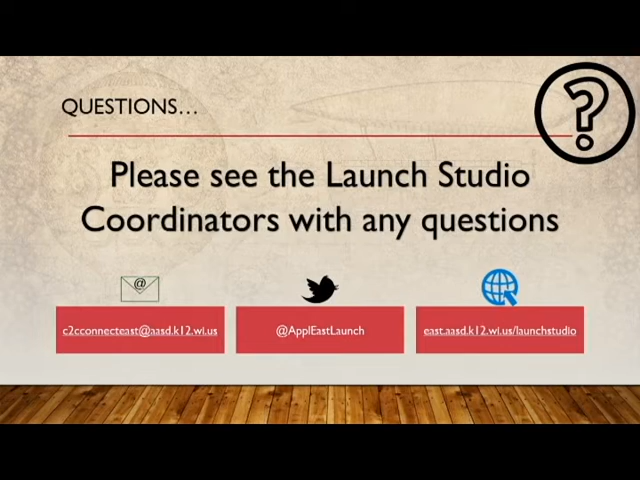 QUESTIONS…
Please see the Launch Studio
Coordinators with any questions
@
c2cconnecteast@aasd.k12.wi.us
@ApplEastLaunch
east.aasd.k12.wi.us/launchstudio